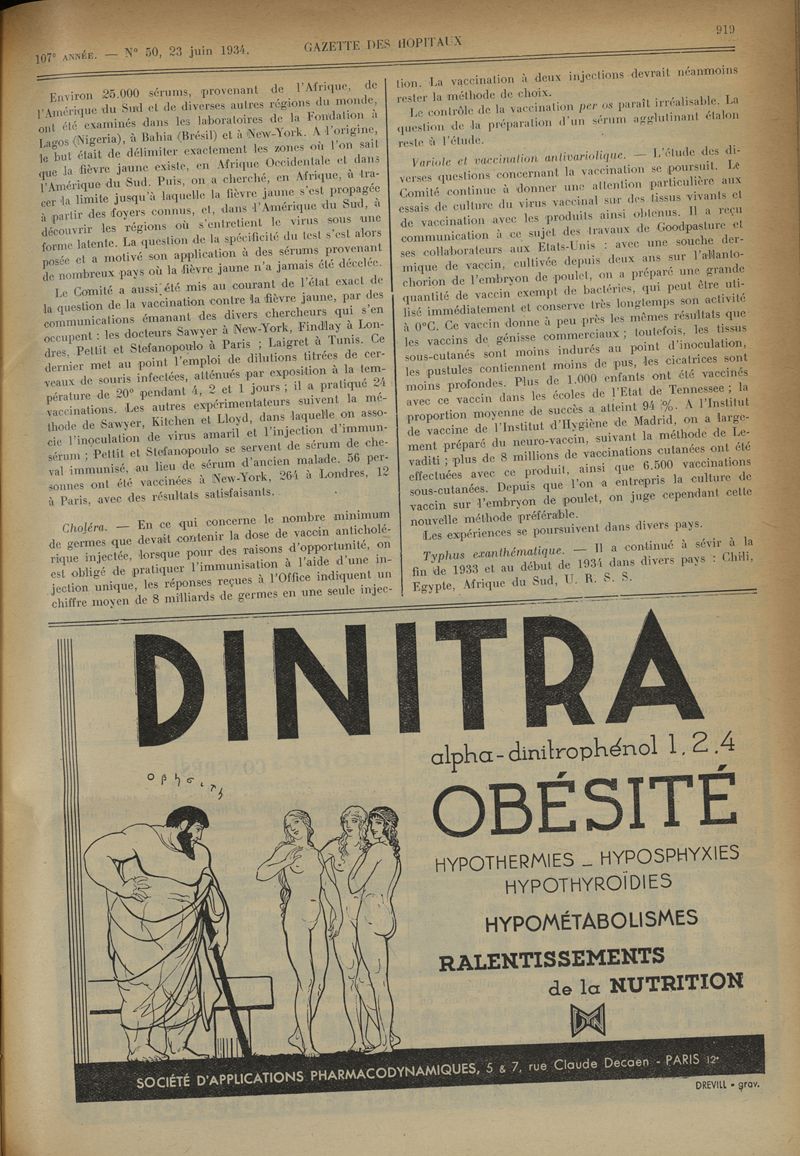 107e ANNÉE. — N° 50, 23 juin 1934.
GAZETTE DES HOPITAUX
919
Environ 25.000 sérums, provenant de l'Afrique, de
l'Amérique du Sud et de diverses autres régions du monde,
ont été examinés dans les laboratoires de la Fondation à
Lagos (Nigeria), à Bahia (Brésil) et à New-York. A l'origine,
le but était de délimiter exactement les zones où l'on sait
que la fièvre jaune existe, en Afrique Occidentale et dans
l'Amérique du Sud. Puis, on a cherché, en Afrique, à tra-
cer la limite jusqu'à laquelle la fièvre jaune s'est propagée
à partir des foyers connus, et, dans l'Amérique du Sud, à
découvrir les régions où s'entretient le virus sous une
forme latente. La question de la spécificité du test s'est alors
posée et a motivé son application à des sérums provenant
de nombreux pays où la fièvre jaune n'a jamais été décelée.
Le Comité a aussi été mis au courant de l'état exact de
la question de la vaccination contre la fièvre jaune, par des
communications émanant des divers chercheurs qui s'en
occupent : les docteurs Sawyer à New-York, Findlay à Lon-
dres, Pettit et Stefanopoulo à Paris ; Laigret à Tunis. Ce
dernier met au point l'emploi de dilutions titrées de cer-
veaux de souris infectées, atténués par exposition à la tem-
pérature de 20° pendant 4, 2 et 1 jours ; il a pratiqué 24
vaccinations. Les autres expérimentateurs suivent la mé-
thode de Sawyer, Kitchen et Lloyd, dans laquelle on asso-
cie l'inoculation de virus amaril et l'injection d'immun-
sérum ; Pettit et Stefanopoulo se servent de sérum de che-
val immunisé, au lieu de sérum d'ancien malade. 56 per-
sonnes ont été vaccinées à New-York, 264 à Londres, 12
à Paris, avec des résultats satisfaisants.
Choléra. — En ce qui concerne le nombre minimum
de germes que devait contenir la dose de vaccin anticholé-
rique injectée, lorsque pour des raisons d'opportunité, on
est obligé de pratiquer l'immunisation à l'aide d'une in-
jection unique, les réponses reçues à l'Office indiquent un
chiffre moyen de 8 milliards de germes en une seule injec-
tion. La vaccination à deux injections devrait néanmoins
rester la méthode de choix.
Le contrôle de la vaccination per os paraît irréalisable. La
question de la préparation d'un sérum agglutinant étalon
reste à l'étude.
Variole et vaccination antivariolique. — L'étude des di-
verses questions concernant la vaccination se poursuit. Le
Comité continue à donner une attention particulière aux
essais de culture du virus vaccinal sur des tissus vivants et
de vaccination avec les produits ainsi obtenus. Il a reçu
communication à ce sujet des travaux de Goodpasture et
ses collaborateurs aux Etats-Unis : avec une souche der-
mique de vaccin, cultivée depuis deux ans sur l'allanto-
chorion de l'embryon de poulet, on a préparé une grande
quantité de vaccin exempt de bactéries, qui peut être uti-
lisé immédiatement et conserve très longtemps son activité
à 0°C. Ce vaccin donne à peu près les mêmes résultats que
les vaccins de génisse commerciaux ; toutefois, les tissus
sous-cutanés sont moins indurés au point d'inoculation,
les pustules contiennent moins de pus, les cicatrices sont
moins profondes. Plus de 1.000 enfants ont été vaccinés
avec ce vaccin dans les écoles de l'Etat de Tennessee ; la
proportion moyenne de succès a atteint 94 %. A l'Institut
de vaccine de l'Institut d'Hygiène de Madrid, on a large-
ment préparé du neuro-vaccin, suivant la méthode de Le-
vaditi ; plus de 8 millions de vaccinations cutanées ont été
effectuées avec ce produit, ainsi que 6.500 vaccinations
sous-cutanées. Depuis que l'on a entrepris la culture de
vaccin sur l'embryon de poulet, on juge cependant cette
nouvelle méthode préférable.
Les expériences se poursuivent dans divers pays.
Typhus exanthématique. — Il a continué à sévir à la
fin de 1933 et au début de 1934 dans divers pays : Chili,
Egypte, Afrique du Sud, U. R. S. S.
DINITRA
alpha-dinitrophénol 1,2,4
OBÉSITÉ
HYPOTHERMIES _ HYPOSPHYXIES
HYPOTHYROÏDIES
HYPOMÉTABOLISMES
RALENTISSEMENTS
de la NUTRITION
SOCIÉTÉ D'APPLICATIONS PHARMACODYNAMIQUES, 5 & 7, rue Claude Decaen - PARIS 12e
DREVILL - grav.